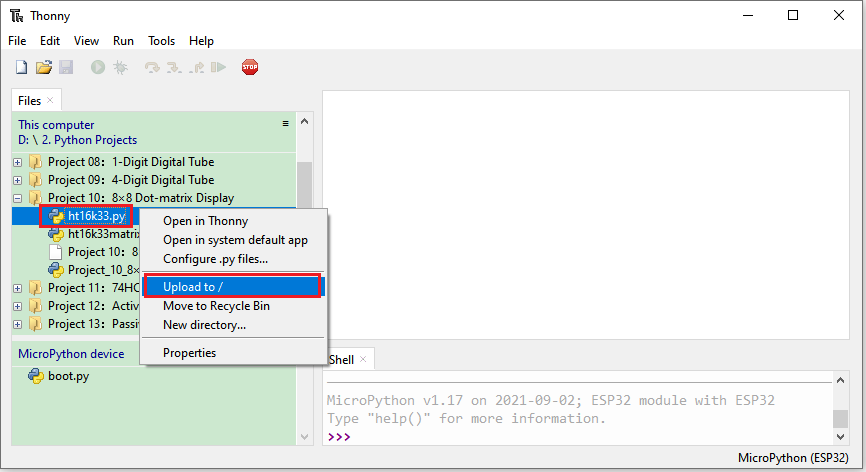 Thonny
File Edit View Run Tools Help
STOP
Files
This computer
D: \ 2. Python Projects
Project 08：1-Digit Digital Tube
Project 09：4-Digit Digital Tube
Project 10：8×8 Dot-matrix Display
ht16k33.py
ht16k33matrix
Project 10：8
Project_10_8×
Project 11：74HC
Project 12：Activ
Project 13：Passi
Open in Thonny
Open in system default app
Configure .py files...
Upload to /
Move to Recycle Bin
New directory...
Properties
MicroPython device
boot.py
Shell
MicroPython v1.17 on 2021-09-02; ESP32 module with ESP32
Type "help()" for more information.
>>>
MicroPython (ESP32)